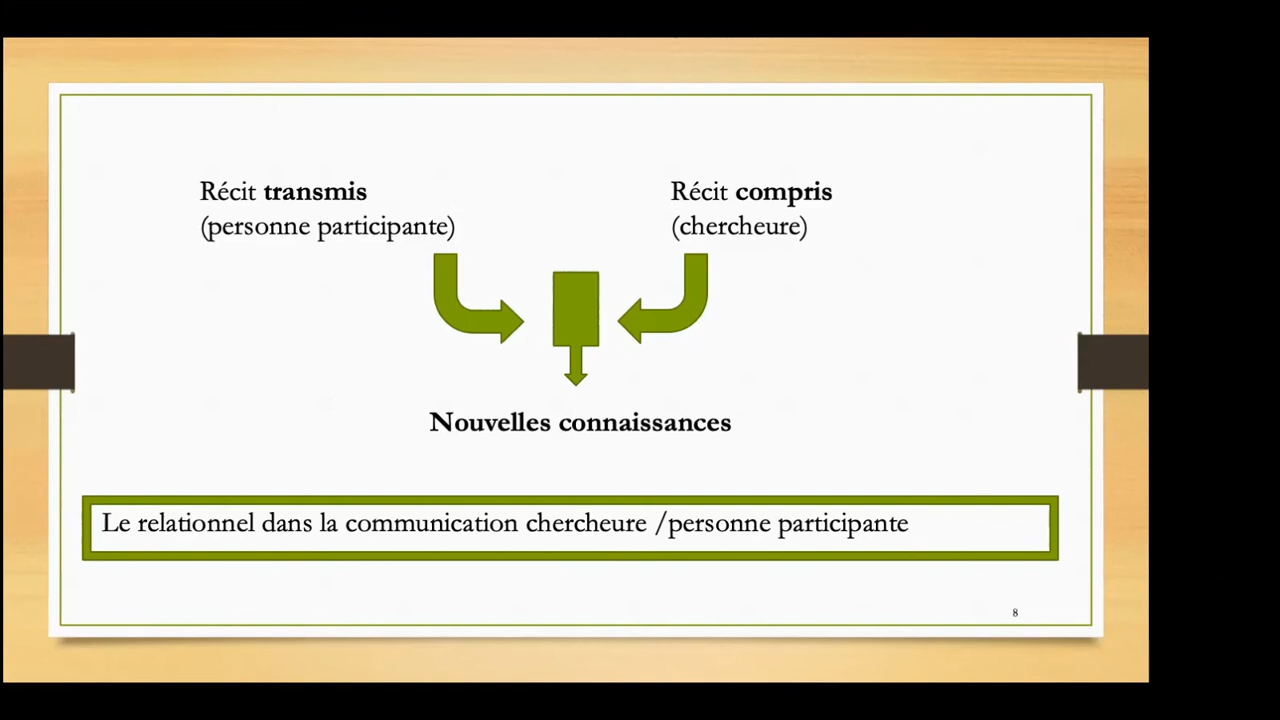 Récit transmis
(personne participante)
Récit compris
(chercheure)
Nouvelles connaissances
Le relationnel dans la communication chercheure /personne participante
8